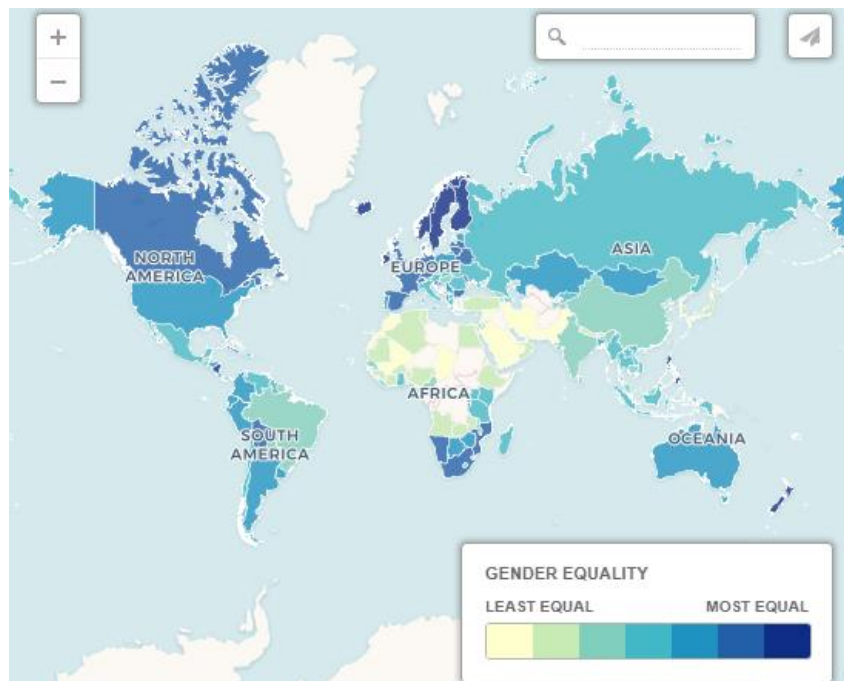 +
−
NORTH
AMERICA
EUROPE
ASIA
AFRICA
SOUTH
AMERICA
OCEANIA
GENDER EQUALITY
LEAST EQUAL MOST EQUAL